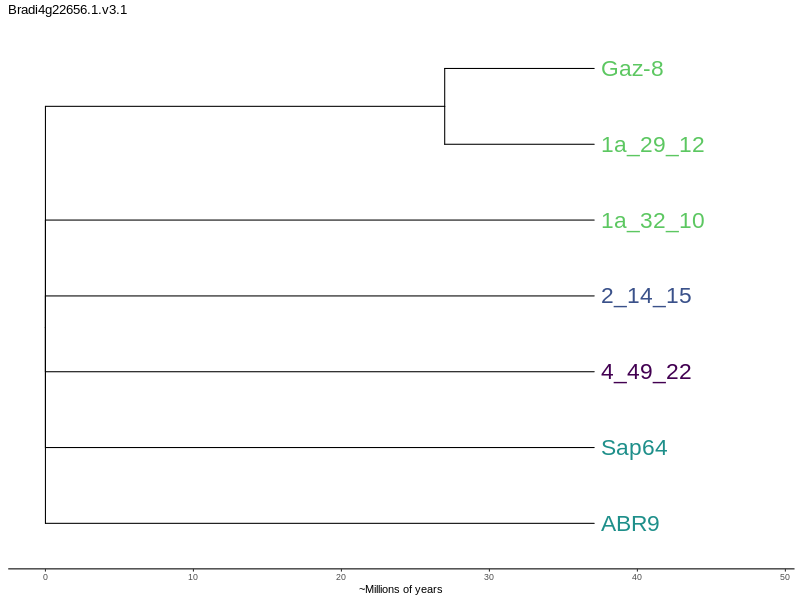 Bradi4g22656.1.v3.1
Gaz-8
1a_29_12
1a_32_10
2_14_15
4_49_22
Sap64
ABR9
0 10 20 30 40 50
~Millions of years